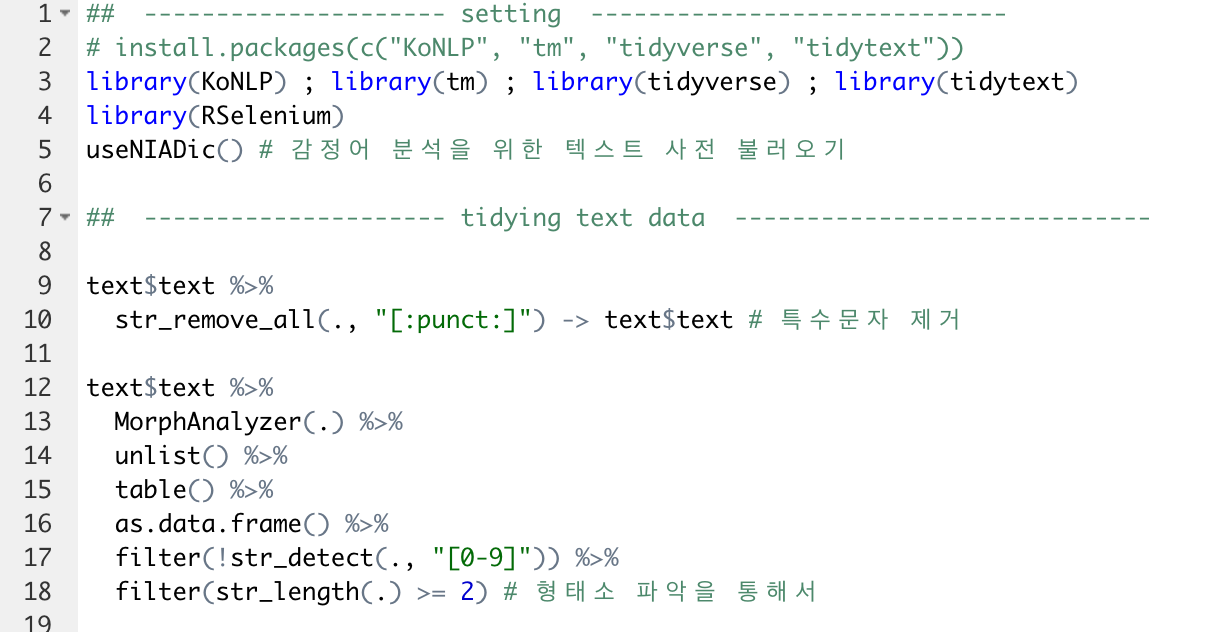 1 ## --------------------- setting -----------------------------
2 # install.packages(c("KoNLP", "tm", "tidyverse", "tidytext"))
3 library(KoNLP) ; library(tm) ; library(tidyverse) ; library(tidytext)
4 library(RSelenium)
5 useNIADic() # 감정어 분석을 위한 텍스트 사전 불러오기
6
7 ## --------------------- tidying text data -----------------------------
8
9 text$text %>%
10 str_remove_all(., "[:punct:]") -> text$text # 특수문자 제거
11
12 text$text %>%
13 MorphAnalyzer(.) %>%
14 unlist() %>%
15 table() %>%
16 as.data.frame() %>%
17 filter(!str_detect(., "[0-9]")) %>%
18 filter(str_length(.) >= 2) # 형태소 파악을 통해서
19